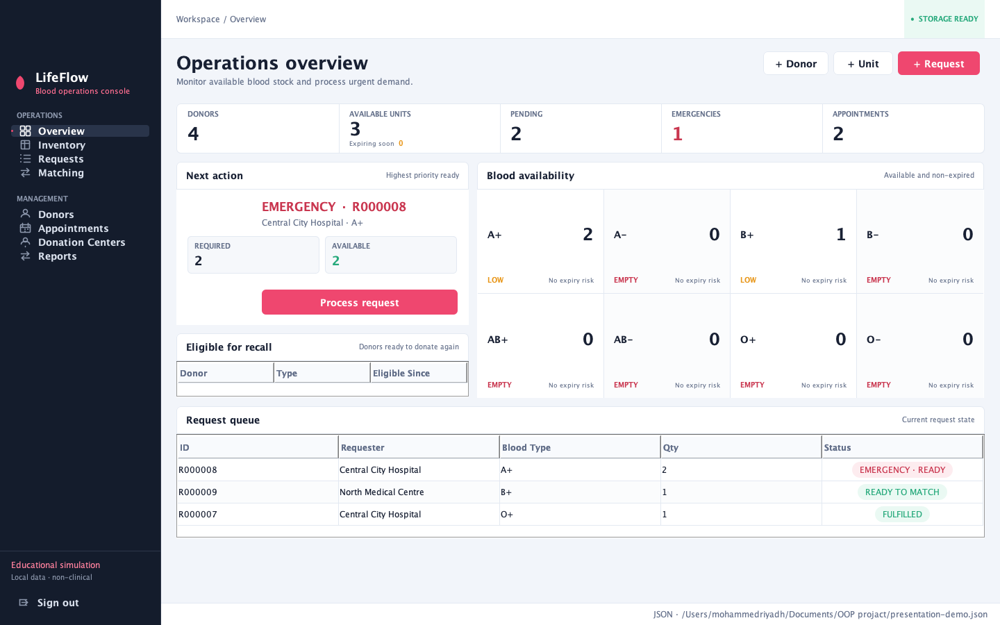 Workspace / Overview
• STORAGE READY
LifeFlow
Blood operations console
OPERATIONS
Overview
Inventory
Requests
Matching
MANAGEMENT
Donors
Appointments
Donation Centers
Reports
Educational simulation
Local data · non-clinical
Sign out
Operations overview
Monitor available blood stock and process urgent demand.
+ Donor
+ Unit
+ Request
DONORS
4
AVAILABLE UNITS
3
Expiring soon 0
PENDING
2
EMERGENCIES
1
APPOINTMENTS
2
Next action
Highest priority ready
EMERGENCY · R000008
Central City Hospital · A+
REQUIRED
2
AVAILABLE
2
Process request
Eligible for recall
Donors ready to donate again
Donor Type Eligible Since
Blood availability
Available and non-expired
A+ 2
LOW No expiry risk
A- 0
EMPTY No expiry risk
B+ 1
LOW No expiry risk
B- 0
EMPTY No expiry risk
AB+ 0
EMPTY No expiry risk
AB- 0
EMPTY No expiry risk
O+ 0
EMPTY No expiry risk
O- 0
EMPTY No expiry risk
Request queue
Current request state
ID Requester Blood Type Qty Status
R000008 Central City Hospital A+ 2 EMERGENCY · READY
R000009 North Medical Centre B+ 1 READY TO MATCH
R000007 Central City Hospital O+ 1 FULFILLED
JSON · /Users/mohammedriyadh/Documents/OOP projact/presentation-demo.json